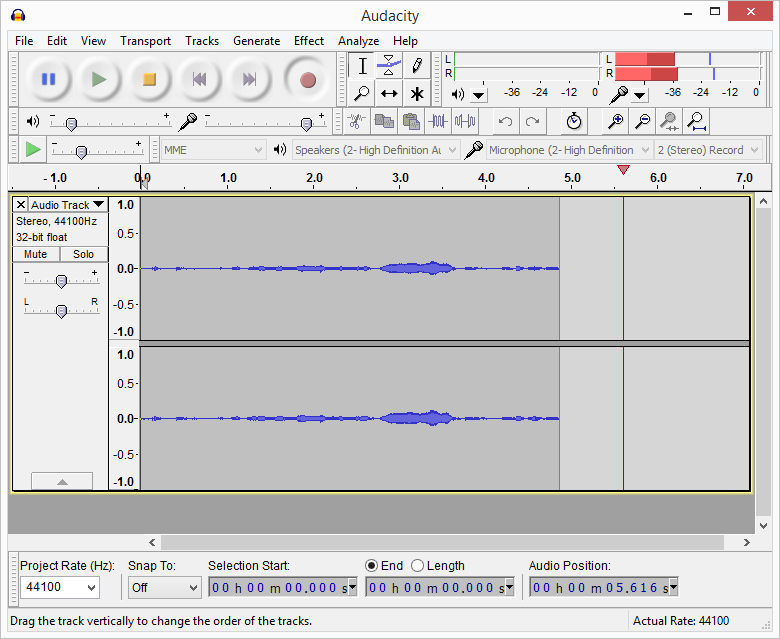 Audacity
File Edit View Transport Tracks Generate Effect Analyze Help
L
R
-36 -24 -12 0
L
R
-36 -24 -12 0
- +
- +
- +
MME
Speakers (2- High Definition Au
Microphone (2- High Definition
2 (Stereo) Record
- 1.0 0.0 1.0 2.0 3.0 4.0 5.0 6.0 7.0
Audio Track
Stereo, 44100Hz
32-bit float
Mute Solo
- +
L R
1.0
0.5-
0.0-
-0.5-
-1.0
1.0
0.5-
0.0-
-0.5-
-1.0
Project Rate (Hz): Snap To: Selection Start: End Length Audio Position:
44100 Off 00 h 00 m 00.000 s 00 h 00 m 00.000 s 00 h 00 m 05.616 s
Drag the track vertically to change the order of the tracks. Actual Rate: 44100